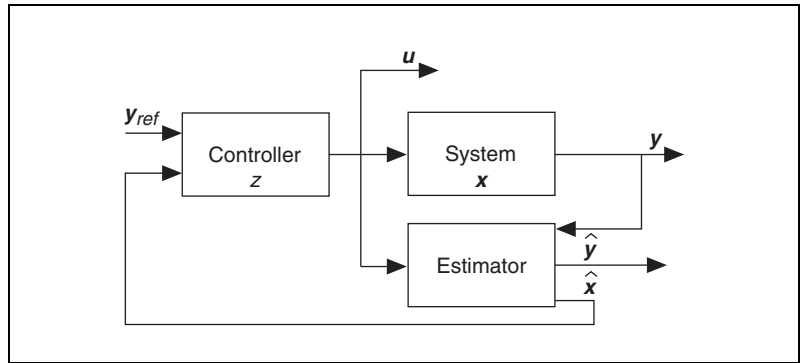 u
y_ref
Controller
z
System
x
y
Estimator
ŷ
x̂